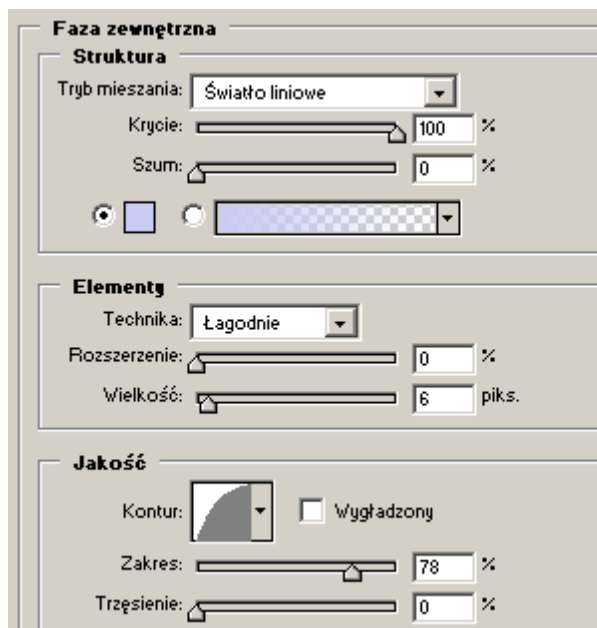 Faza zewnętrzna
Struktura
Tryb mieszania: Światło liniowe
Krycie: 100 %
Szum: 0 %
Elementy
Technika: Łagodnie
Rozszerzenie: 0 %
Wielkość: 6 piks.
Jakość
Kontur: Wygładzony
Zakres: 78 %
Trzęsienie: 0 %